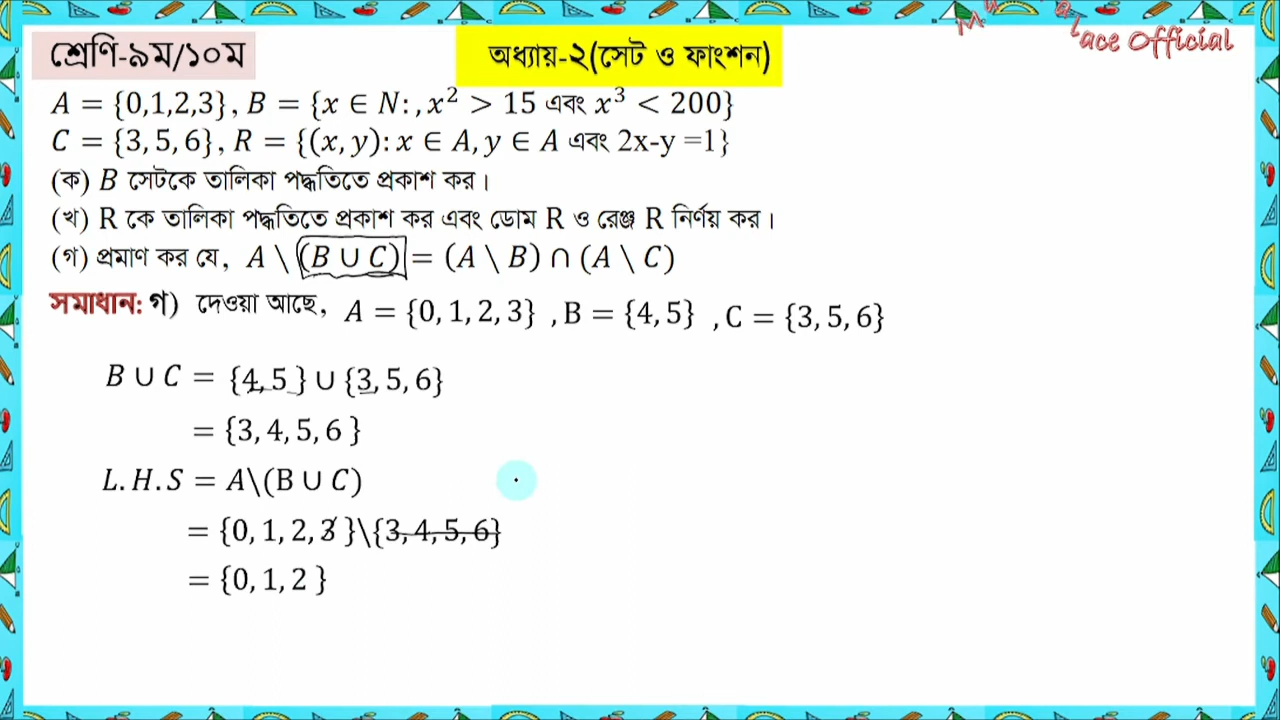 শ্রেণি-৯ম/১০ম
অধ্যায়-২(সেট ও ফাংশন)
ace Official
A = {0,1,2,3}, B = {x ∈ N:, x² > 15 এবং x³ < 200}
C = {3, 5, 6}, R = {(x, y): x ∈ A, y ∈ A এবং 2x-y =1}
(ক) B সেটকে তালিকা পদ্ধতিতে প্রকাশ কর।
(খ) R কে তালিকা পদ্ধতিতে প্রকাশ কর এবং ডোম R ও রেঞ্জ R নির্ণয় কর।
(গ) প্রমাণ কর যে, A \ (B ∪ C) = (A \ B) ∩ (A \ C)
সমাধান: গ) দেওয়া আছে, A = {0, 1, 2, 3} , B = {4, 5} , C = {3, 5, 6}
B ∪ C = {4, 5 } ∪ {3, 5, 6}
= {3, 4, 5, 6 }
L.H.S = A\(B ∪ C)
= {0, 1, 2, 3 }\{3, 4, 5, 6}
= {0, 1, 2 }